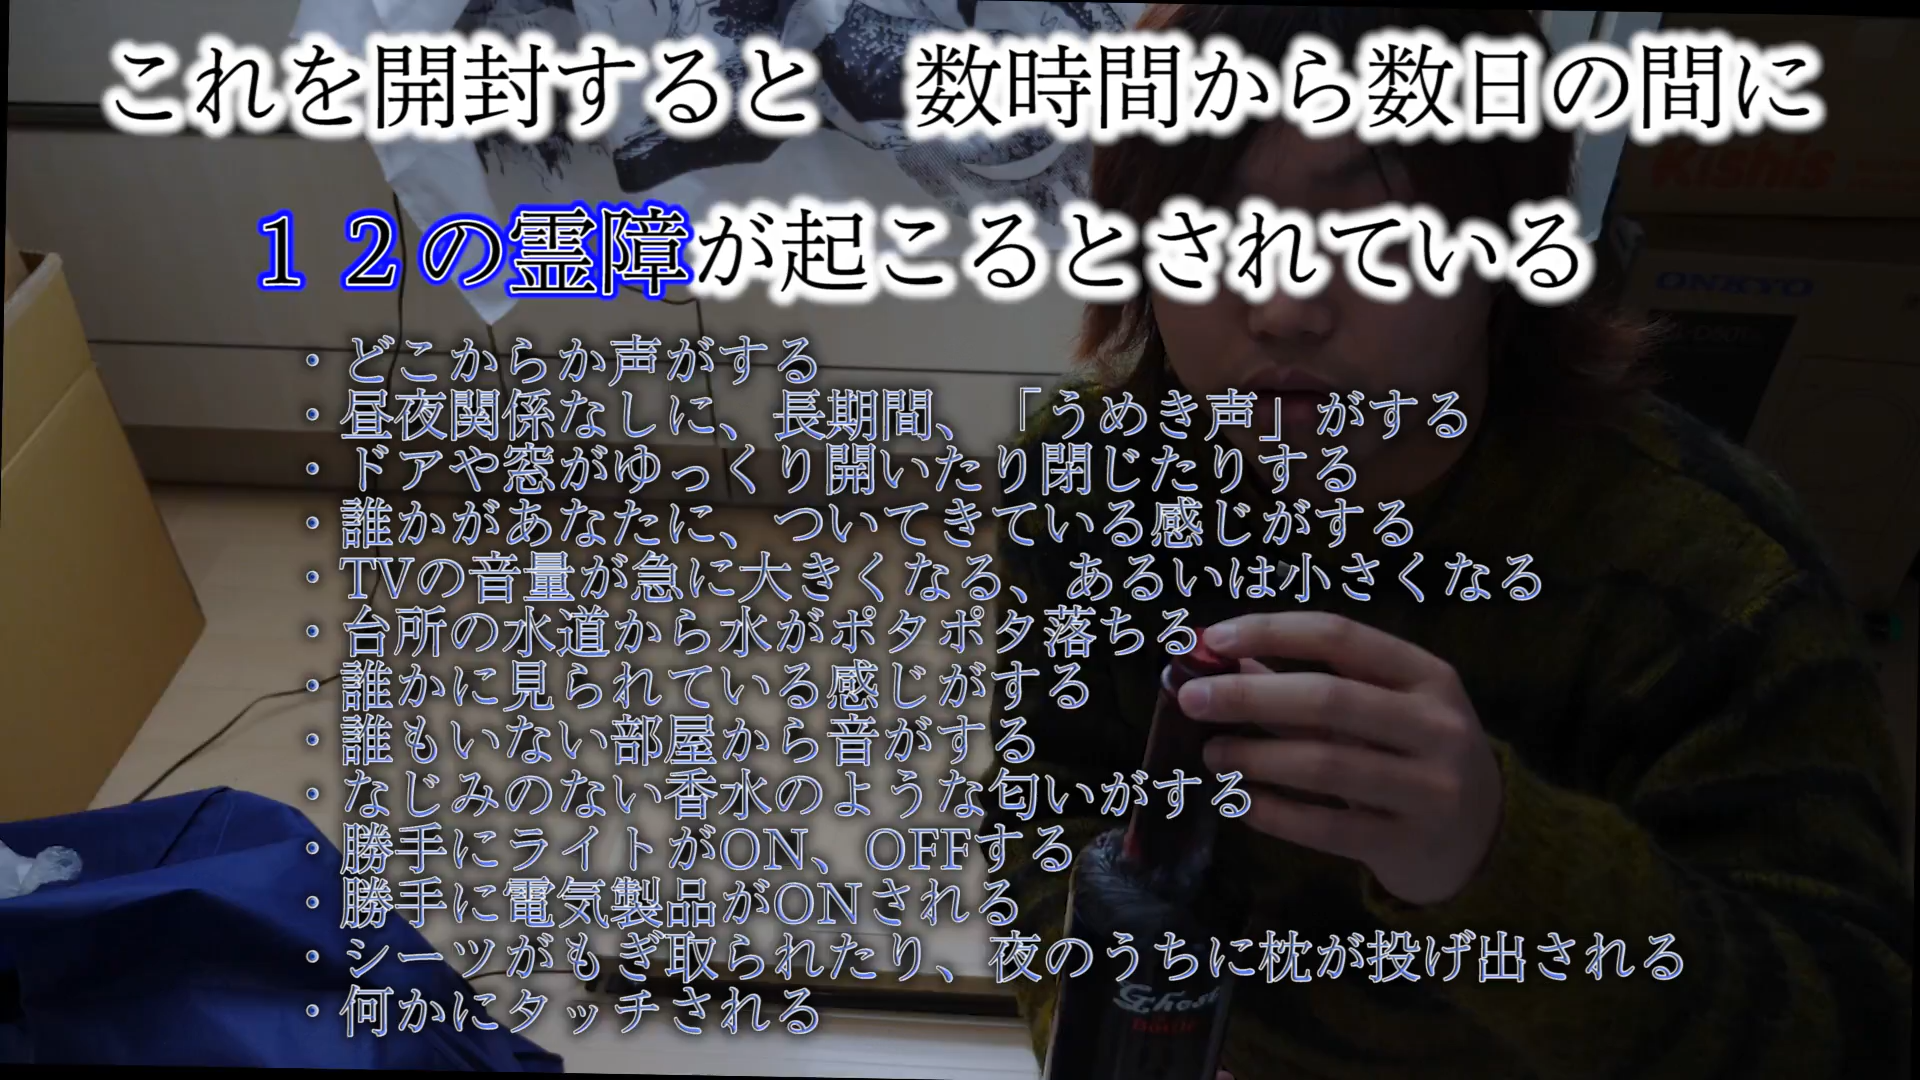 これを開封すると　数時間から数日の間に
１２の霊障が起こるとされている
・どこからか声がする
・昼夜関係なしに、長期間、「うめき声」がする
・ドアや窓がゆっくり開いたり閉じたりする
・誰かがあなたに、ついてきている感じがする
・TVの音量が急に大きくなる、あるいは小さくなる
・台所の水道から水がポタポタ落ちる
・誰かに見られている感じがする
・誰もいない部屋から音がする
・なじみのない香水のような匂いがする
・勝手にライトがON、OFFする
・勝手に電気製品がONされる
・シーツがもぎ取られたり、夜のうちに枕が投げ出される
・何かにタッチされる
Kishis
ONKYO
Ghost
Bottle